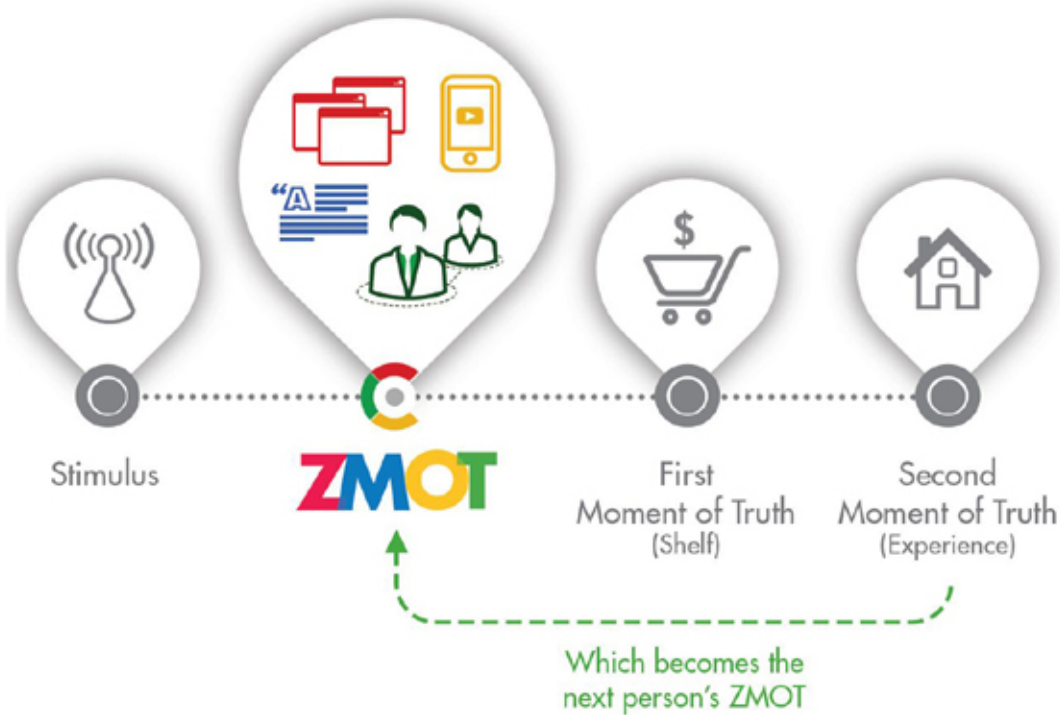 “A
$
Stimulus
ZMOT
First
Moment of Truth
(Shelf)
Second
Moment of Truth
(Experience)
Which becomes the
next person's ZMOT